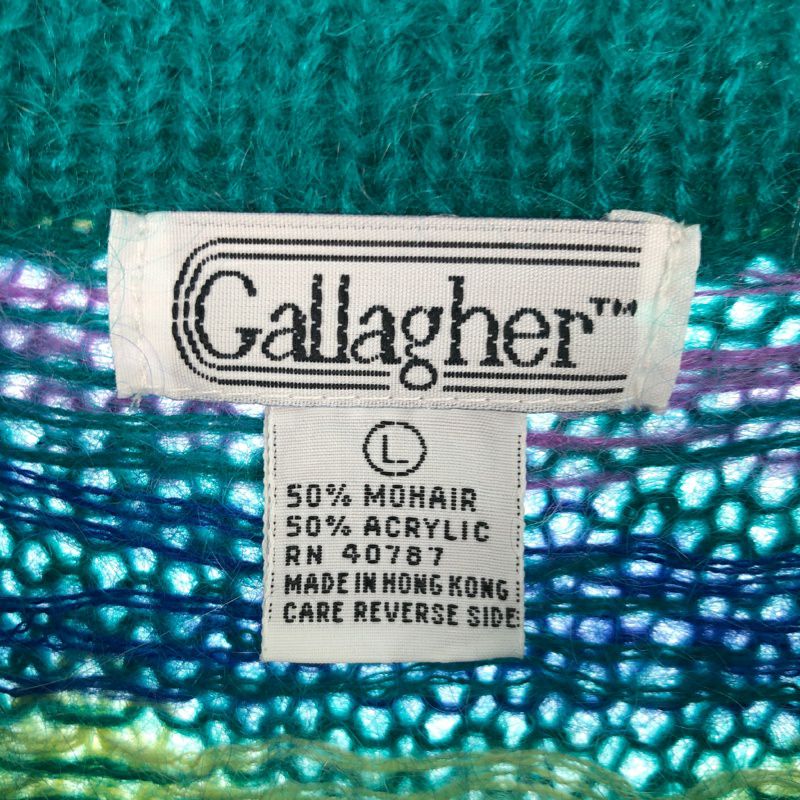 Gallagher™
L
50% MOHAIR
50% ACRYLIC
RN 40787
MADE IN HONG KONG
CARE REVERSE SIDE